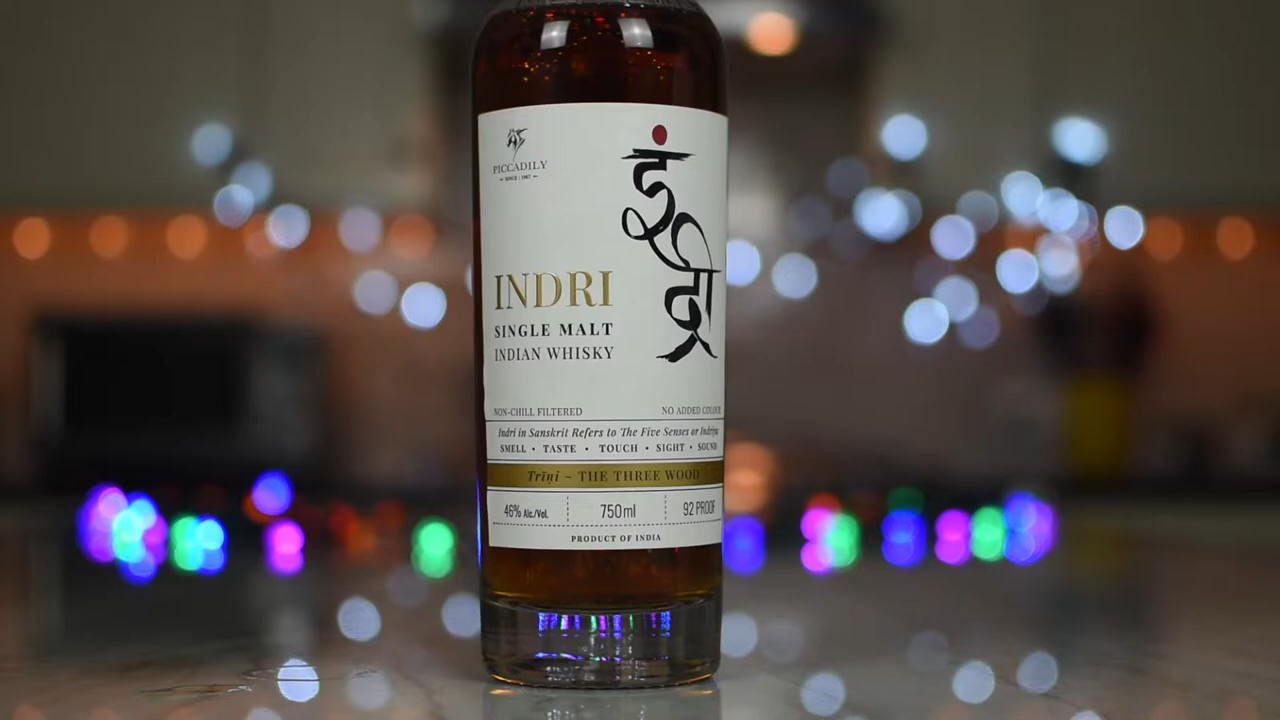 PICCADILY
SINCE - 1967
इंद्री
INDRI
SINGLE MALT
INDIAN WHISKY
NON-CHILL FILTERED
NO ADDED COLOUR
Indri in Sanskrit Refers to The Five Senses or Indriya
SMELL • TASTE • TOUCH • SIGHT • SOUND
Trīṇi – THE THREE WOOD
46% Alc./Vol. 750ml 92 PROOF
PRODUCT OF INDIA